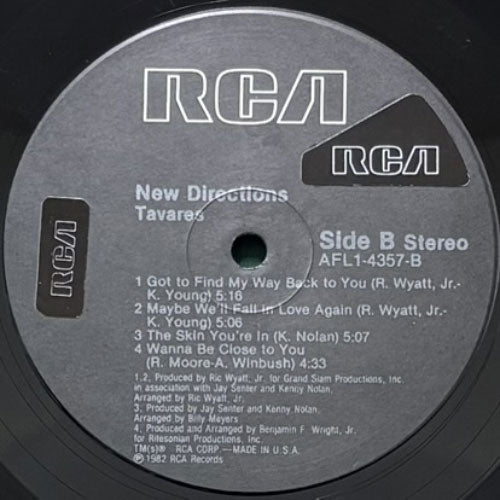 RCA
RCA
RCA
New Directions
Tavares
Side B Stereo
AFL1-4357-B
1 Got to Find My Way Back to You (R. Wyatt, Jr.-
K. Young) 5:16
2 Maybe We'll Fall in Love Again (R. Wyatt, Jr.-
K. Young) 5:06
3 The Skin You're In (K. Nolan) 5:07
4 Wanna Be Close to You
(R. Moore-A. Winbush) 4:33
1,2, Produced by Ric Wyatt, Jr. for Grand Slam Productions, Inc.
in association with Jay Senter and Kenny Nolan,
Arranged by Ric Wyatt, Jr.
3, Produced by Jay Senter and Kenny Nolan,
Arranged by Billy Meyers
4, Produced and Arranged by Benjamin F. Wright, Jr.
for Ritesonian Productions, Inc.
TM(s)® RCA CORP.—MADE IN U.S.A.
℗1982 RCA Records